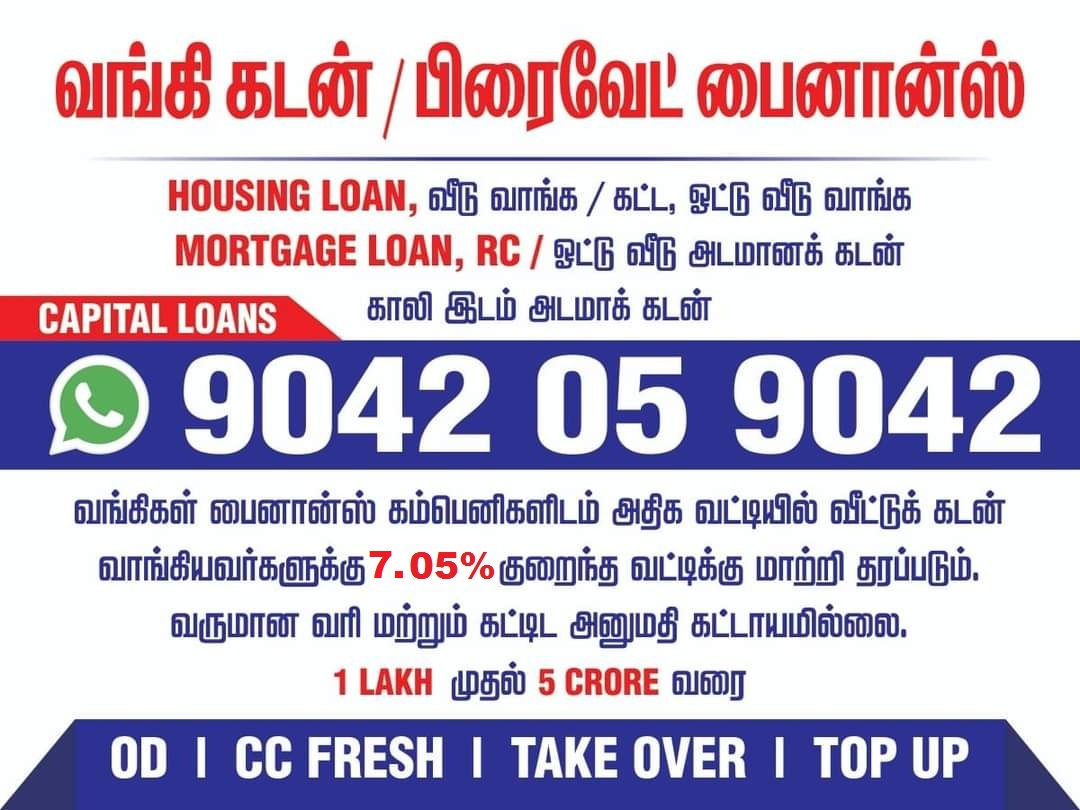 வங்கி கடன் / பிரைவேட் பைனான்ஸ்
HOUSING LOAN, வீடு வாங்க / கட்ட, ஓட்டு வீடு வாங்க
MORTGAGE LOAN, RC / ஓட்டு வீடு அடமானக் கடன்
காலி இடம் அடமாக் கடன்
CAPITAL LOANS
9042 05 9042
வங்கிகள் பைனான்ஸ் கம்பெனிகளிடம் அதிக வட்டியில் வீட்டுக் கடன்
வாங்கியவர்களுக்கு 7.05% குறைந்த வட்டிக்கு மாற்றி தரப்படும்.
வருமான வரி மற்றும் கட்டிட அனுமதி கட்டாயமில்லை.
1 LAKH முதல் 5 CRORE வரை
OD | CC FRESH | TAKE OVER | TOP UP